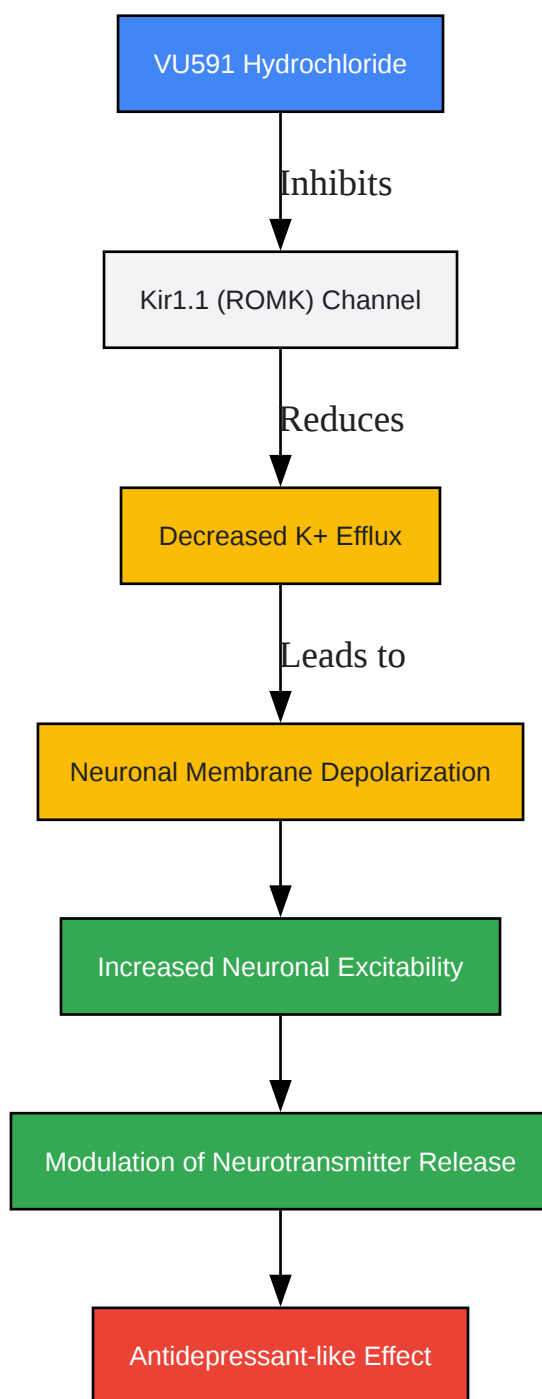 VU591 Hydrochloride
Inhibits
Kir1.1 (ROMK) Channel
Reduces
Decreased K+ Efflux
Leads to
Neuronal Membrane Depolarization
Increased Neuronal Excitability
Modulation of Neurotransmitter Release
Antidepressant-like Effect